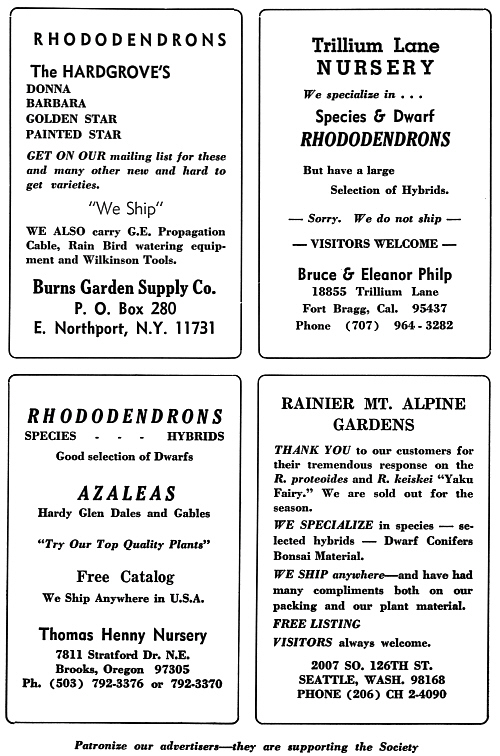 RHODODENDRONS
The HARDGROVE'S
DONNA
BARBARA
GOLDEN STAR
PAINTED STAR
GET ON OUR mailing list for these
and many other new and hard to
get varieties.
"We Ship"
WE ALSO carry G.E. Propagation
Cable, Rain Bird watering equip-
ment and Wilkinson Tools.
Burns Garden Supply Co.
P. O. Box 280
E. Northport, N.Y. 11731
Trillium Lane
NURSERY
We specialize in . . .
Species & Dwarf
RHODODENDRONS
But have a large
Selection of Hybrids.
— Sorry. We do not ship —
— VISITORS WELCOME —
Bruce & Eleanor Philp
18855 Trillium Lane
Fort Bragg, Cal. 95437
Phone (707) 964-3282
RHODODENDRONS
SPECIES - - - HYBRIDS
Good selection of Dwarfs
AZALEAS
Hardy Glen Dales and Gables
"Try Our Top Quality Plants"
Free Catalog
We Ship Anywhere in U.S.A.
Thomas Henny Nursery
7811 Stratford Dr. N.E.
Brooks, Oregon 97305
Ph. (503) 792-3376 or 792-3370
RAINIER MT. ALPINE
GARDENS
THANK YOU to our customers for
their tremendous response on the
R. proteoides and R. keiskei "Yaku
Fairy." We are sold out for the
season.
WE SPECIALIZE in species — se-
lected hybrids — Dwarf Conifers
Bonsai Material.
WE SHIP anywhere—and have had
many compliments both on our
packing and our plant material.
FREE LISTING
VISITORS always welcome.
2007 SO. 126TH ST.
SEATTLE, WASH. 98168
PHONE (206) CH 2-4090
Patronize our advertisers—they are supporting the Society